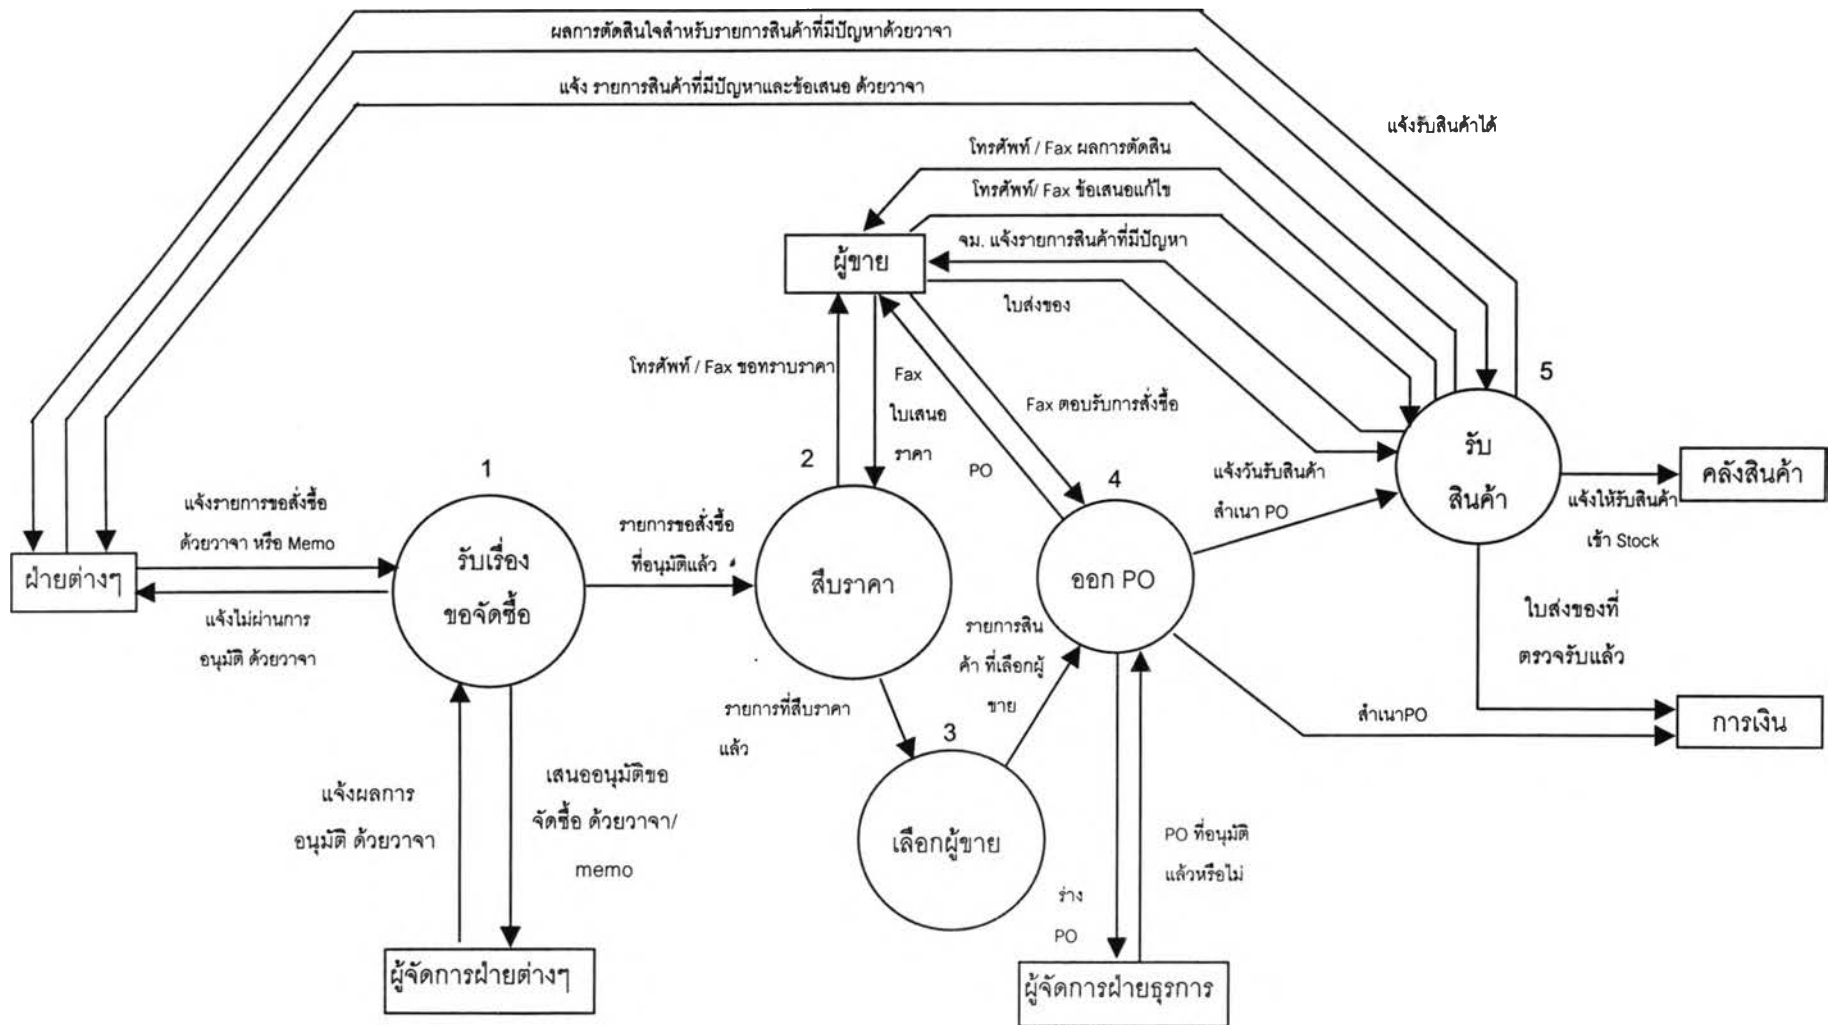 ผลการตัดสินใจสำหรับรายการสินค้าที่มีปัญหาด้วยวาจา
แจ้ง รายการสินค้าที่มีปัญหาและข้อเสนอ ด้วยวาจา
แจ้งรับสินค้าได้
โทรศัพท์ / Fax ผลการตัดสิน
โทรศัพท์/ Fax ข้อเสนอแก้ไข
จม. แจ้งรายการสินค้าที่มีปัญหา
ผู้ขาย
ใบส่งของ
โทรศัพท์ / Fax ขอทราบราคา
Fax
ใบเสนอ
ราคา
Fax ตอบรับการสั่งซื้อ
PO
5
รับ
สินค้า
คลังสินค้า
แจ้งให้รับสินค้า
เข้า Stock
แจ้งวันรับสินค้า
สำเนา PO
1
2
4
แจ้งรายการขอสั่งซื้อ
ด้วยวาจา หรือ Memo
ฝ่ายต่างๆ
แจ้งไม่ผ่านการ
อนุมัติ ด้วยวาจา
รับเรื่อง
ขอจัดซื้อ
รายการขอสั่งซื้อ
ที่อนุมัติแล้ว
สืบราคา
ออก PO
รายการสิน
ค้า ที่เลือกผู้
ขาย
ใบส่งของที่
ตรวจรับแล้ว
รายการที่สืบราคา
แล้ว
3
เลือกผู้ขาย
สำเนาPO
การเงิน
แจ้งผลการ
อนุมัติ ด้วยวาจา
เสนออนุมัติขอ
จัดซื้อ ด้วยวาจา/
memo
PO ที่อนุมัติ
แล้วหรือไม่
ร่าง
PO
ผู้จัดการฝ่ายต่างๆ
ผู้จัดการฝ่ายธุรการ